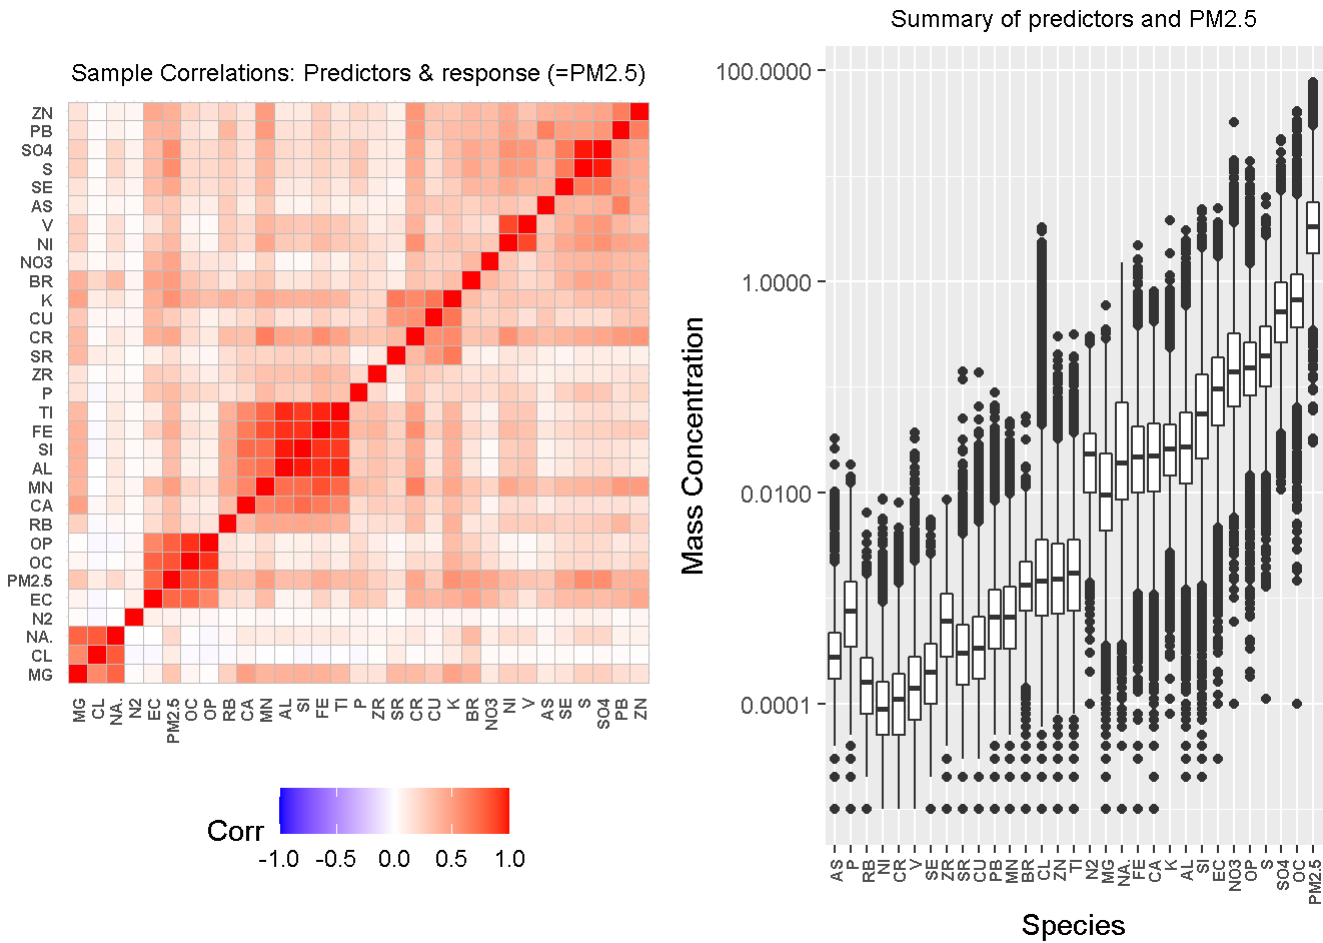 Sample Correlations: Predictors & response (=PM2.5)
ZN
PB
SO4
S
SE
AS
V
NI
NO3
BR
K
CU
CR
SR
ZR
P
TI
FE
SI
AL
MN
CA
RB
OP
OC
PM2.5
EC
N2
NA.
CL
MG
MG CL NA. N2 EC PM2.5 OC OP RB CA MN AL SI FE TI P ZR SR CR CU K BR NO3 NI V AS SE S SO4 PB ZN
Corr
-1.0 -0.5 0.0 0.5 1.0
Summary of predictors and PM2.5
Mass Concentration
100.0000
1.0000
0.0100
0.0001
AS P RB NI CR V SE ZR SR CU PB MN BR CL ZN TI N2 MG NA. FE CA K AL SI EC NO3 OP S SO4 OC PM2.5
Species